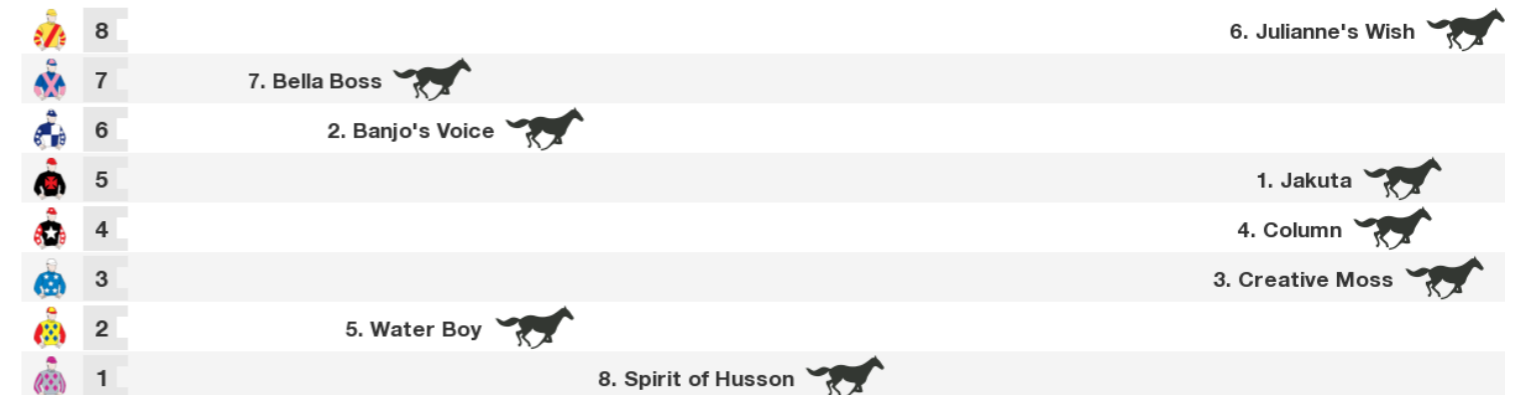 8 6. Julianne's Wish
7 7. Bella Boss
6 2. Banjo's Voice
5 1. Jakuta
4 4. Column
3 3. Creative Moss
2 5. Water Boy
1 8. Spirit of Husson